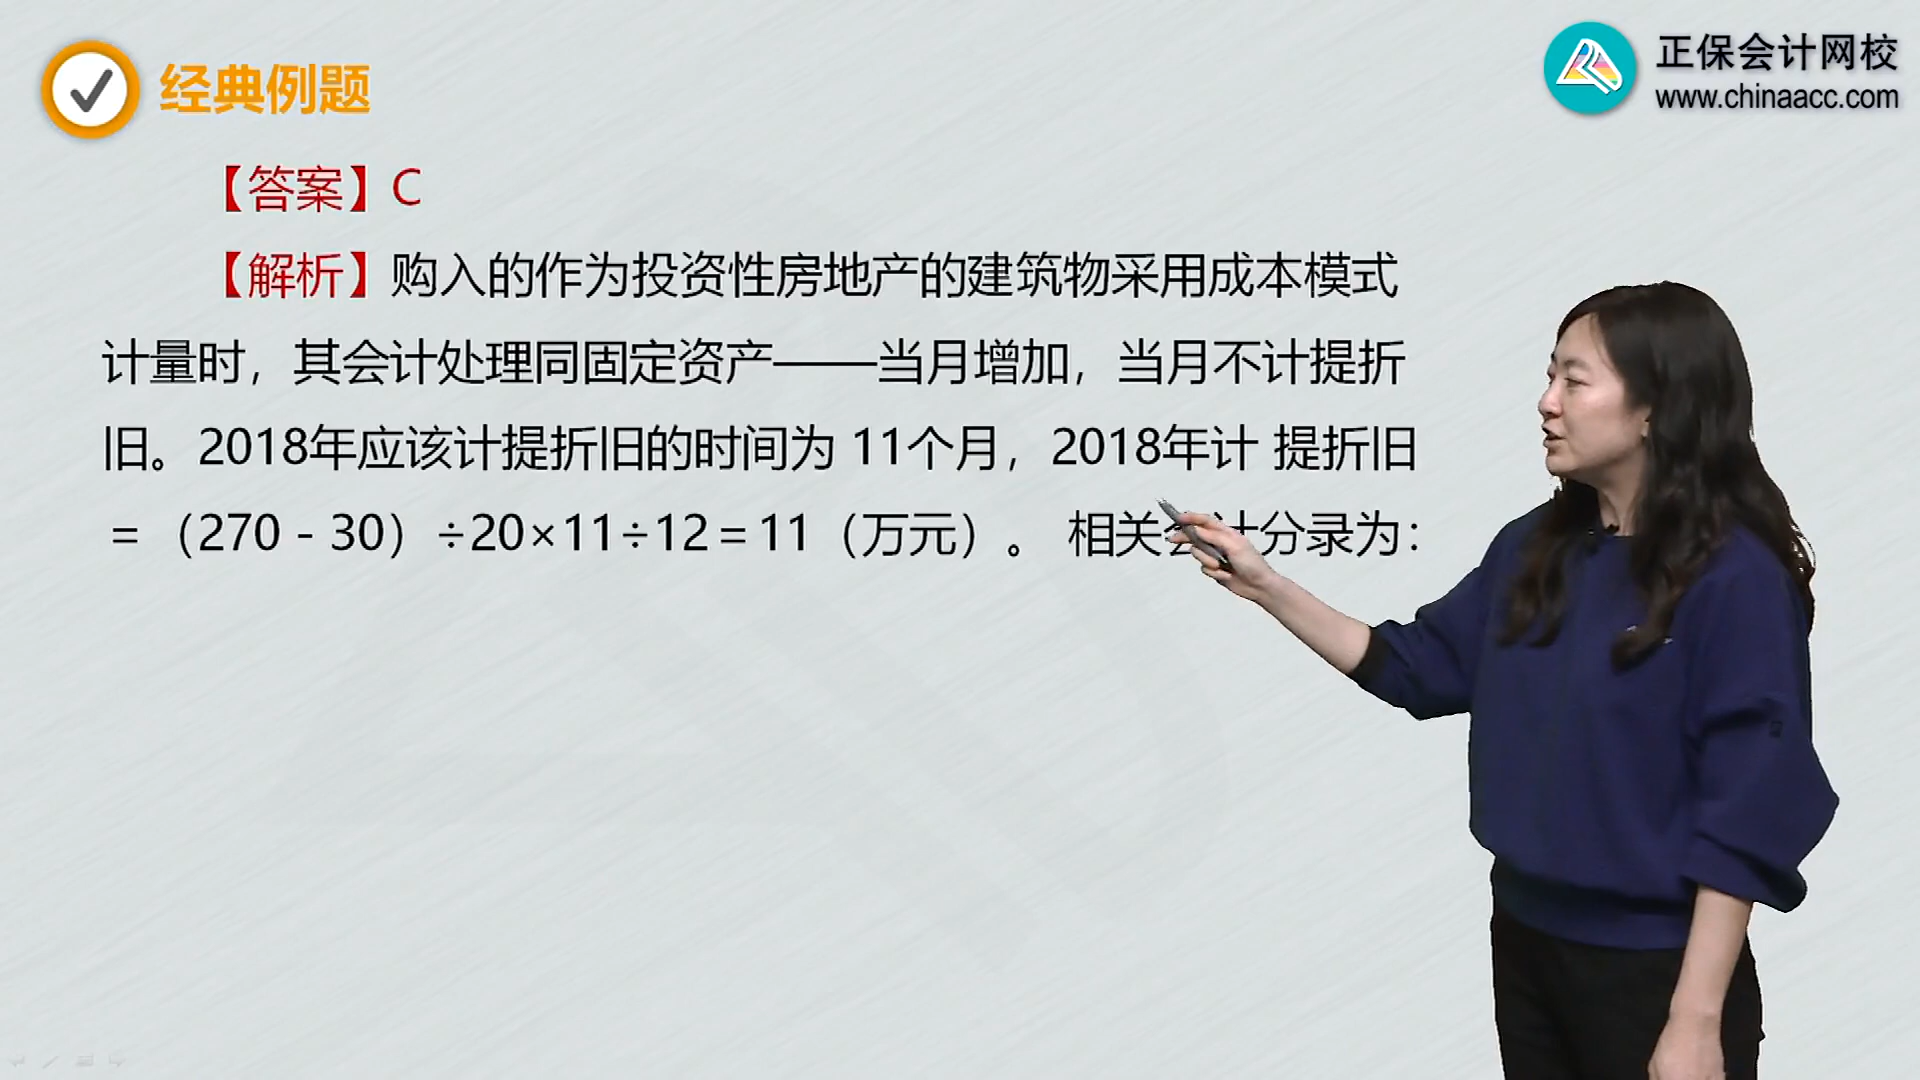 经典例题
正保会计网校
www.chinaacc.com
【答案】C
【解析】购入的作为投资性房地产的建筑物采用成本模式
计量时，其会计处理同固定资产——当月增加，当月不计提折
旧。2018年应该计提折旧的时间为 11个月，2018年计 提折旧
＝（270－30）÷20×11÷12＝11（万元）。 相关会计分录为：